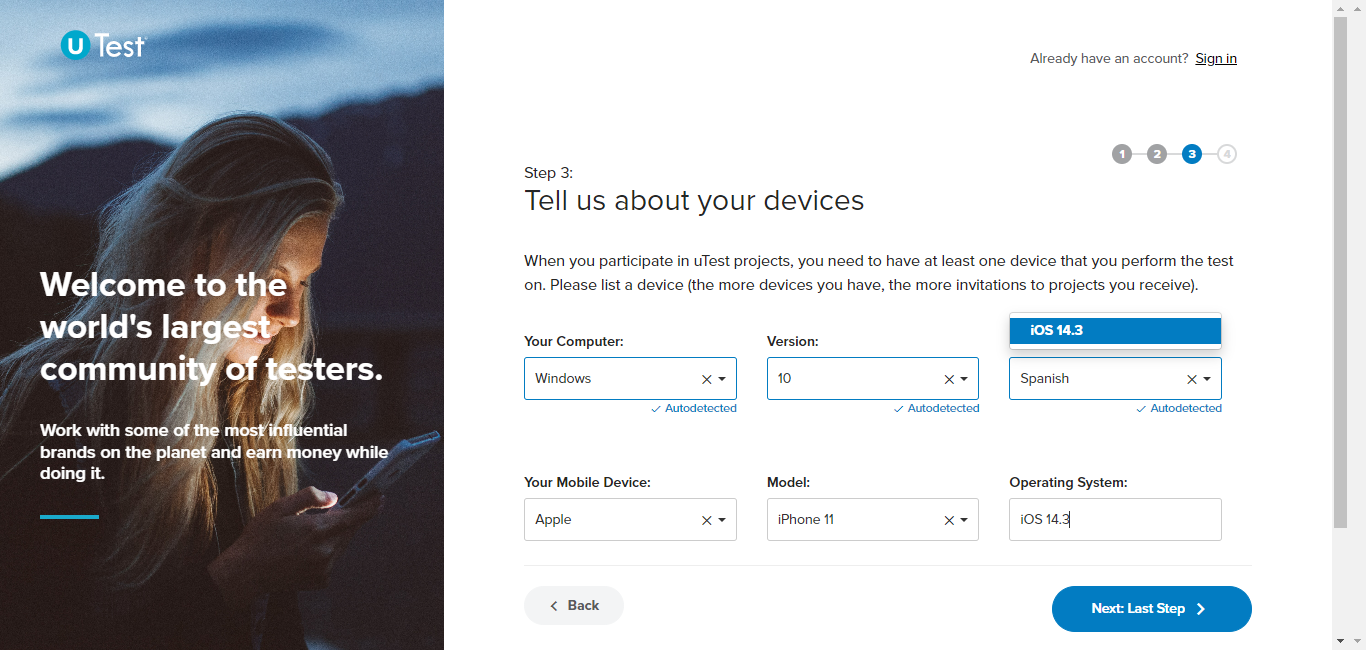 uTest
Already have an account? Sign in
1 2 3 4
Step 3:
Tell us about your devices
When you participate in uTest projects, you need to have at least one device that you perform the test
on. Please list a device (the more devices you have, the more invitations to projects you receive).
Welcome to the
world's largest
community of testers.
Work with some of the most influential
brands on the planet and earn money while
doing it.
iOS 14.3
Your Computer: Version:
Windows 10 Spanish
Autodetected Autodetected Autodetected
Your Mobile Device: Model: Operating System:
Apple iPhone 11 iOS 14.3
Back Next: Last Step